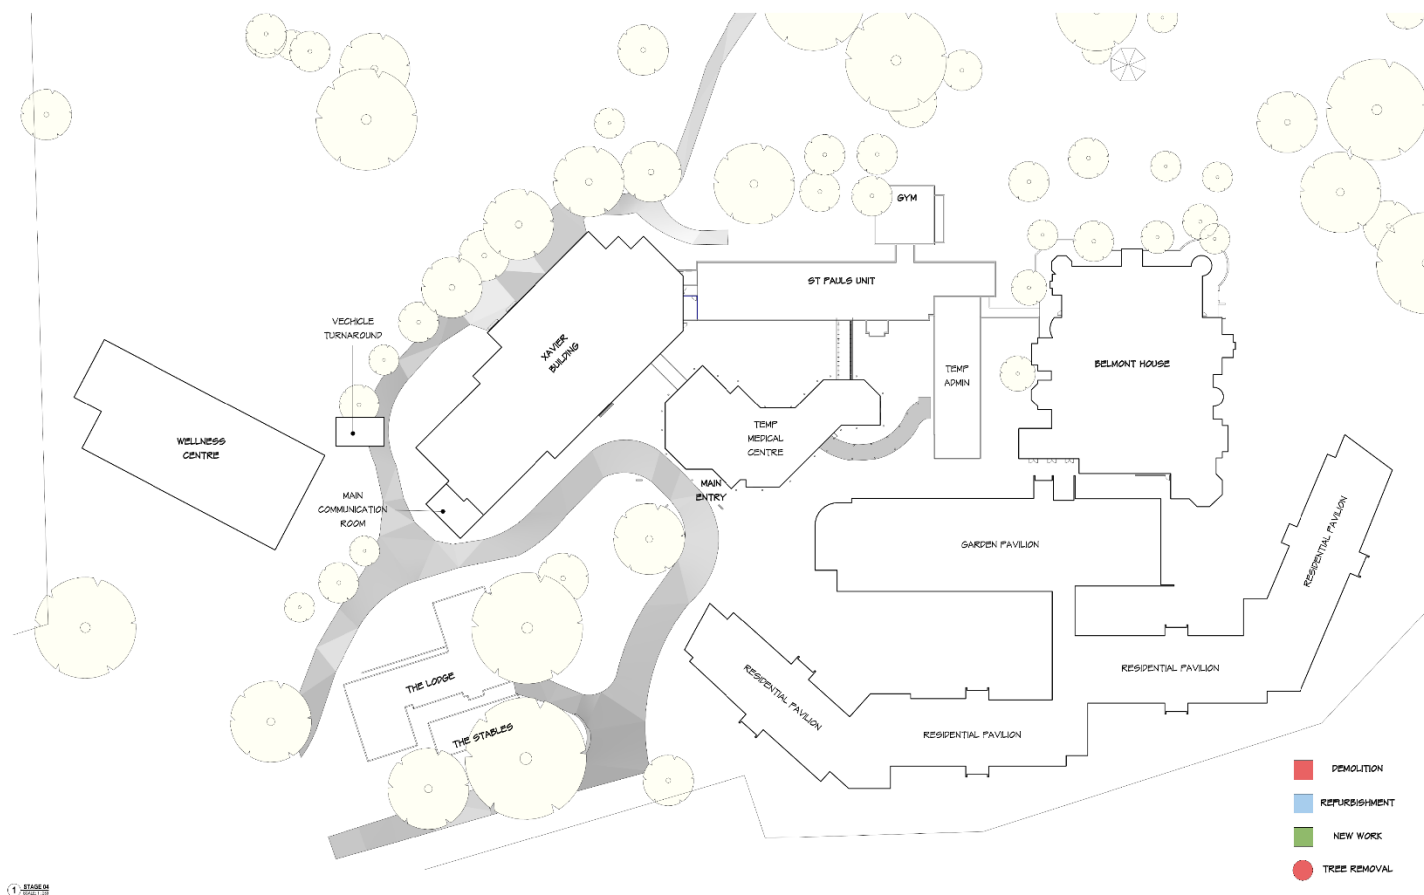 GYM
ST PAULS UNIT
VECHICLE
TURNAROUND
XAVIER
BUILDING
BELMONT HOUSE
TEMP
ADMIN
WELLNESS
CENTRE
TEMP
MEDICAL
CENTRE
MAIN
ENTRY
MAIN
COMMUNICATION
ROOM
GARDEN PAVILION
RESIDENTIAL PAVILION
RESIDENTIAL PAVILION
THE LODGE
RESIDENTIAL PAVILION
THE STABLES
RESIDENTIAL PAVILION
DEMOLITION
REFURBISHMENT
NEW WORK
TREE REMOVAL
1 STAGE 04